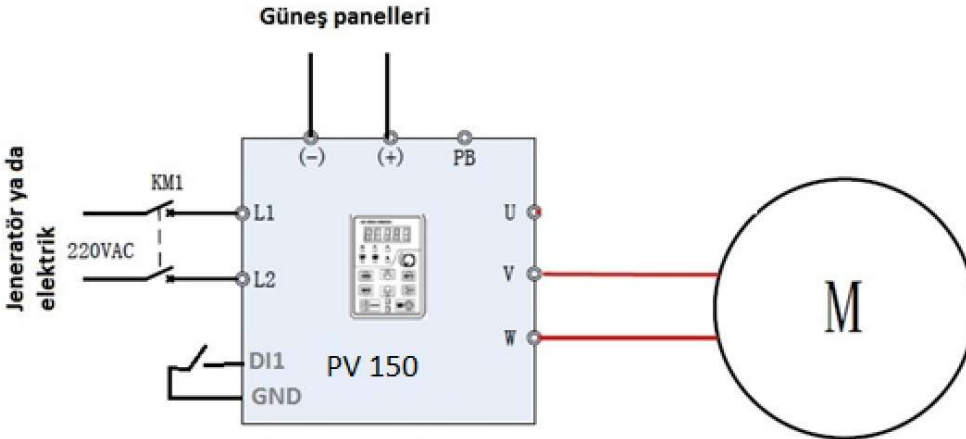 Güneş panelleri
(-)
(+)
PB
Jeneratör ya da
elektrik
KM1
220VAC
L1
L2
U
V
W
M
DI1
GND
PV 150